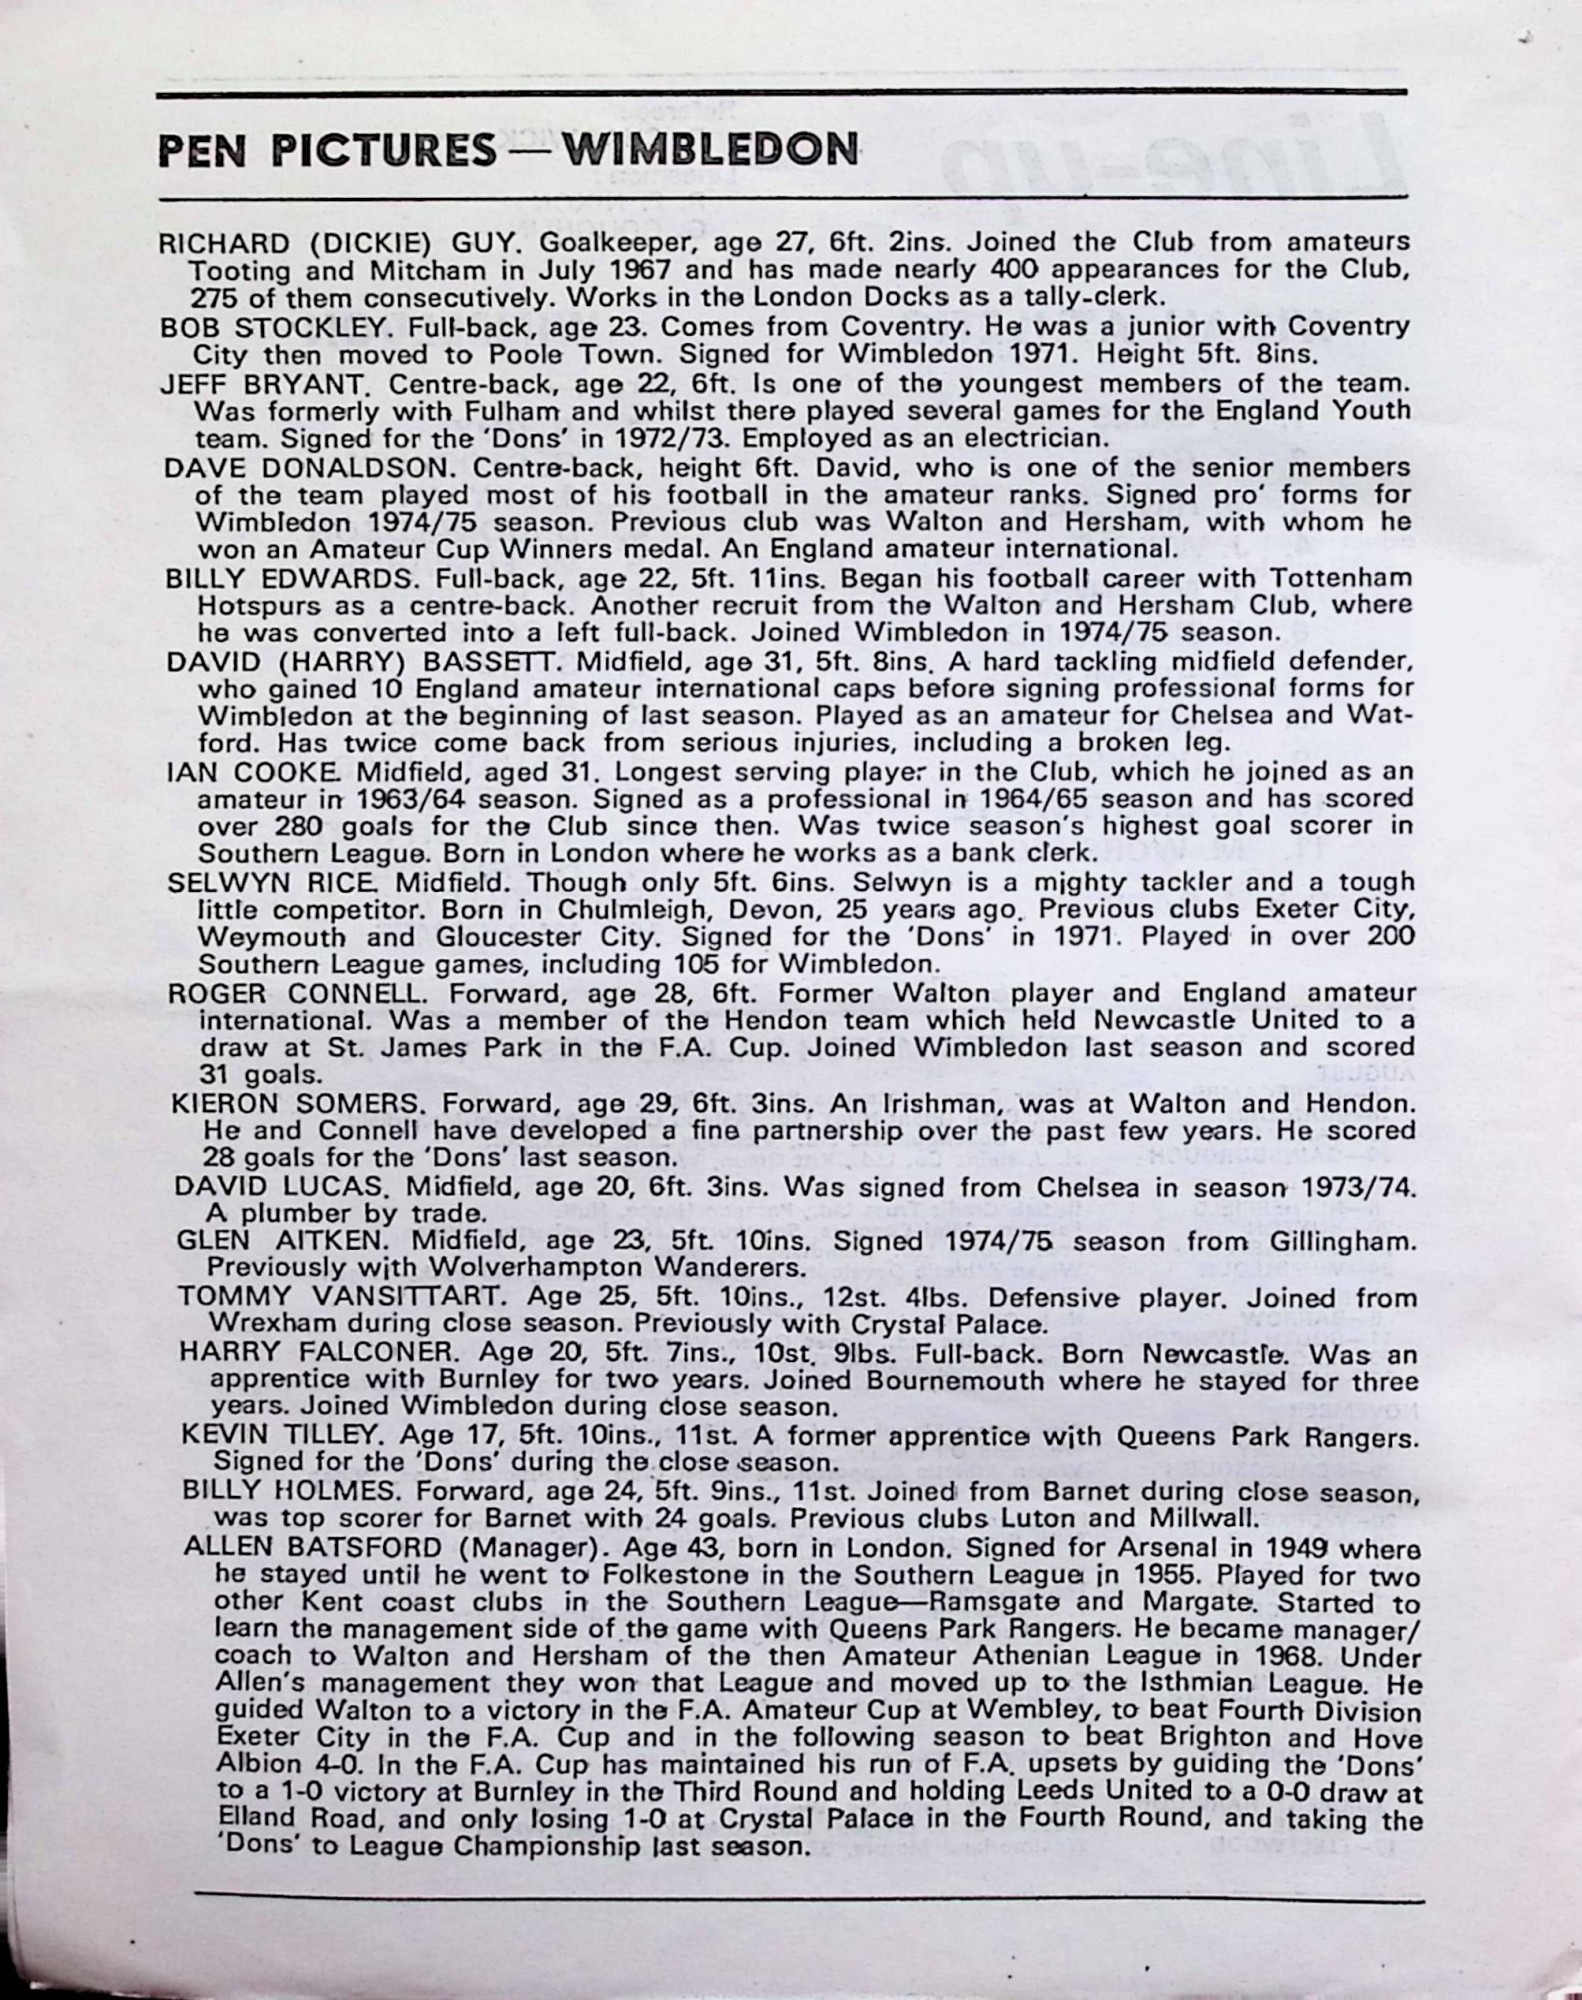 PEN PICTURES — WIMBLEDON
RICHARD (DICKIE) GUY. Goalkeeper, age 27, 6ft. 2ins. Joined the Club from amateurs
Tooting and Mitcham in July 1967 and has made nearly 400 appearances for the Club,
275 of them consecutively. Works in the London Docks as a tally-clerk.
BOB STOCKLEY. Full-back, age 23. Comes from Coventry. He was a junior with Coventry
City then moved to Poole Town. Signed for Wimbledon 1971. Height 5ft. 8ins.
JEFF BRYANT. Centre-back, age 22, 6ft. Is one of the youngest members of the team.
Was formerly with Fulham and whilst there played several games for the England Youth
team. Signed for the 'Dons' in 1972/73. Employed as an electrician.
DAVE DONALDSON. Centre-back, height 6ft. David, who is one of the senior members
of the team played most of his football in the amateur ranks. Signed pro' forms for
Wimbledon 1974/75 season. Previous club was Walton and Hersham, with whom he
won an Amateur Cup Winners medal. An England amateur international.
BILLY EDWARDS. Full-back, age 22, 5ft. 11ins. Began his football career with Tottenham
Hotspurs as a centre-back. Another recruit from the Walton and Hersham Club, where
he was converted into a left full-back. Joined Wimbledon in 1974/75 season.
DAVID (HARRY) BASSETT. Midfield, age 31, 5ft. 8ins. A hard tackling midfield defender,
who gained 10 England amateur international caps before signing professional forms for
Wimbledon at the beginning of last season. Played as an amateur for Chelsea and Wat-
ford. Has twice come back from serious injuries, including a broken leg.
IAN COOKE. Midfield, aged 31. Longest serving player in the Club, which he joined as an
amateur in 1963/64 season. Signed as a professional in 1964/65 season and has scored
over 280 goals for the Club since then. Was twice season's highest goal scorer in
Southern League. Born in London where he works as a bank clerk.
SELWYN RICE. Midfield. Though only 5ft. 6ins. Selwyn is a mighty tackler and a tough
little competitor. Born in Chulmleigh, Devon, 25 years ago. Previous clubs Exeter City,
Weymouth and Gloucester City. Signed for the 'Dons' in 1971. Played in over 200
Southern League games, including 105 for Wimbledon.
ROGER CONNELL. Forward, age 28, 6ft. Former Walton player and England amateur
international. Was a member of the Hendon team which held Newcastle United to a
draw at St. James Park in the F.A. Cup. Joined Wimbledon last season and scored
31 goals.
KIERON SOMERS. Forward, age 29, 6ft. 3ins. An Irishman, was at Walton and Hendon.
He and Connell have developed a fine partnership over the past few years. He scored
28 goals for the 'Dons' last season.
DAVID LUCAS. Midfield, age 20, 6ft. 3ins. Was signed from Chelsea in season 1973/74.
A plumber by trade.
GLEN AITKEN. Midfield, age 23, 5ft. 10ins. Signed 1974/75 season from Gillingham.
Previously with Wolverhampton Wanderers.
TOMMY VANSITTART. Age 25, 5ft. 10ins., 12st. 4lbs. Defensive player. Joined from
Wrexham during close season. Previously with Crystal Palace.
HARRY FALCONER. Age 20, 5ft. 7ins., 10st. 9lbs. Full-back. Born Newcastle. Was an
apprentice with Burnley for two years. Joined Bournemouth where he stayed for three
years. Joined Wimbledon during close season.
KEVIN TILLEY. Age 17, 5ft. 10ins., 11st. A former apprentice with Queens Park Rangers.
Signed for the 'Dons' during the close season.
BILLY HOLMES. Forward, age 24, 5ft. 9ins., 11st. Joined from Barnet during close season,
was top scorer for Barnet with 24 goals. Previous clubs Luton and Millwall.
ALLEN BATSFORD (Manager). Age 43, born in London. Signed for Arsenal in 1949 where
he stayed until he went to Folkestone in the Southern League in 1955. Played for two
other Kent coast clubs in the Southern League—Ramsgate and Margate. Started to
learn the management side of the game with Queens Park Rangers. He became manager/
coach to Walton and Hersham of the then Amateur Athenian League in 1968. Under
Allen's management they won that League and moved up to the Isthmian League. He
guided Walton to a victory in the F.A. Amateur Cup at Wembley, to beat Fourth Division
Exeter City in the F.A. Cup and in the following season to beat Brighton and Hove
Albion 4-0. In the F.A. Cup has maintained his run of F.A. upsets by guiding the 'Dons'
to a 1-0 victory at Burnley in the Third Round and holding Leeds United to a 0-0 draw at
Elland Road, and only losing 1-0 at Crystal Palace in the Fourth Round, and taking the
'Dons' to League Championship last season.